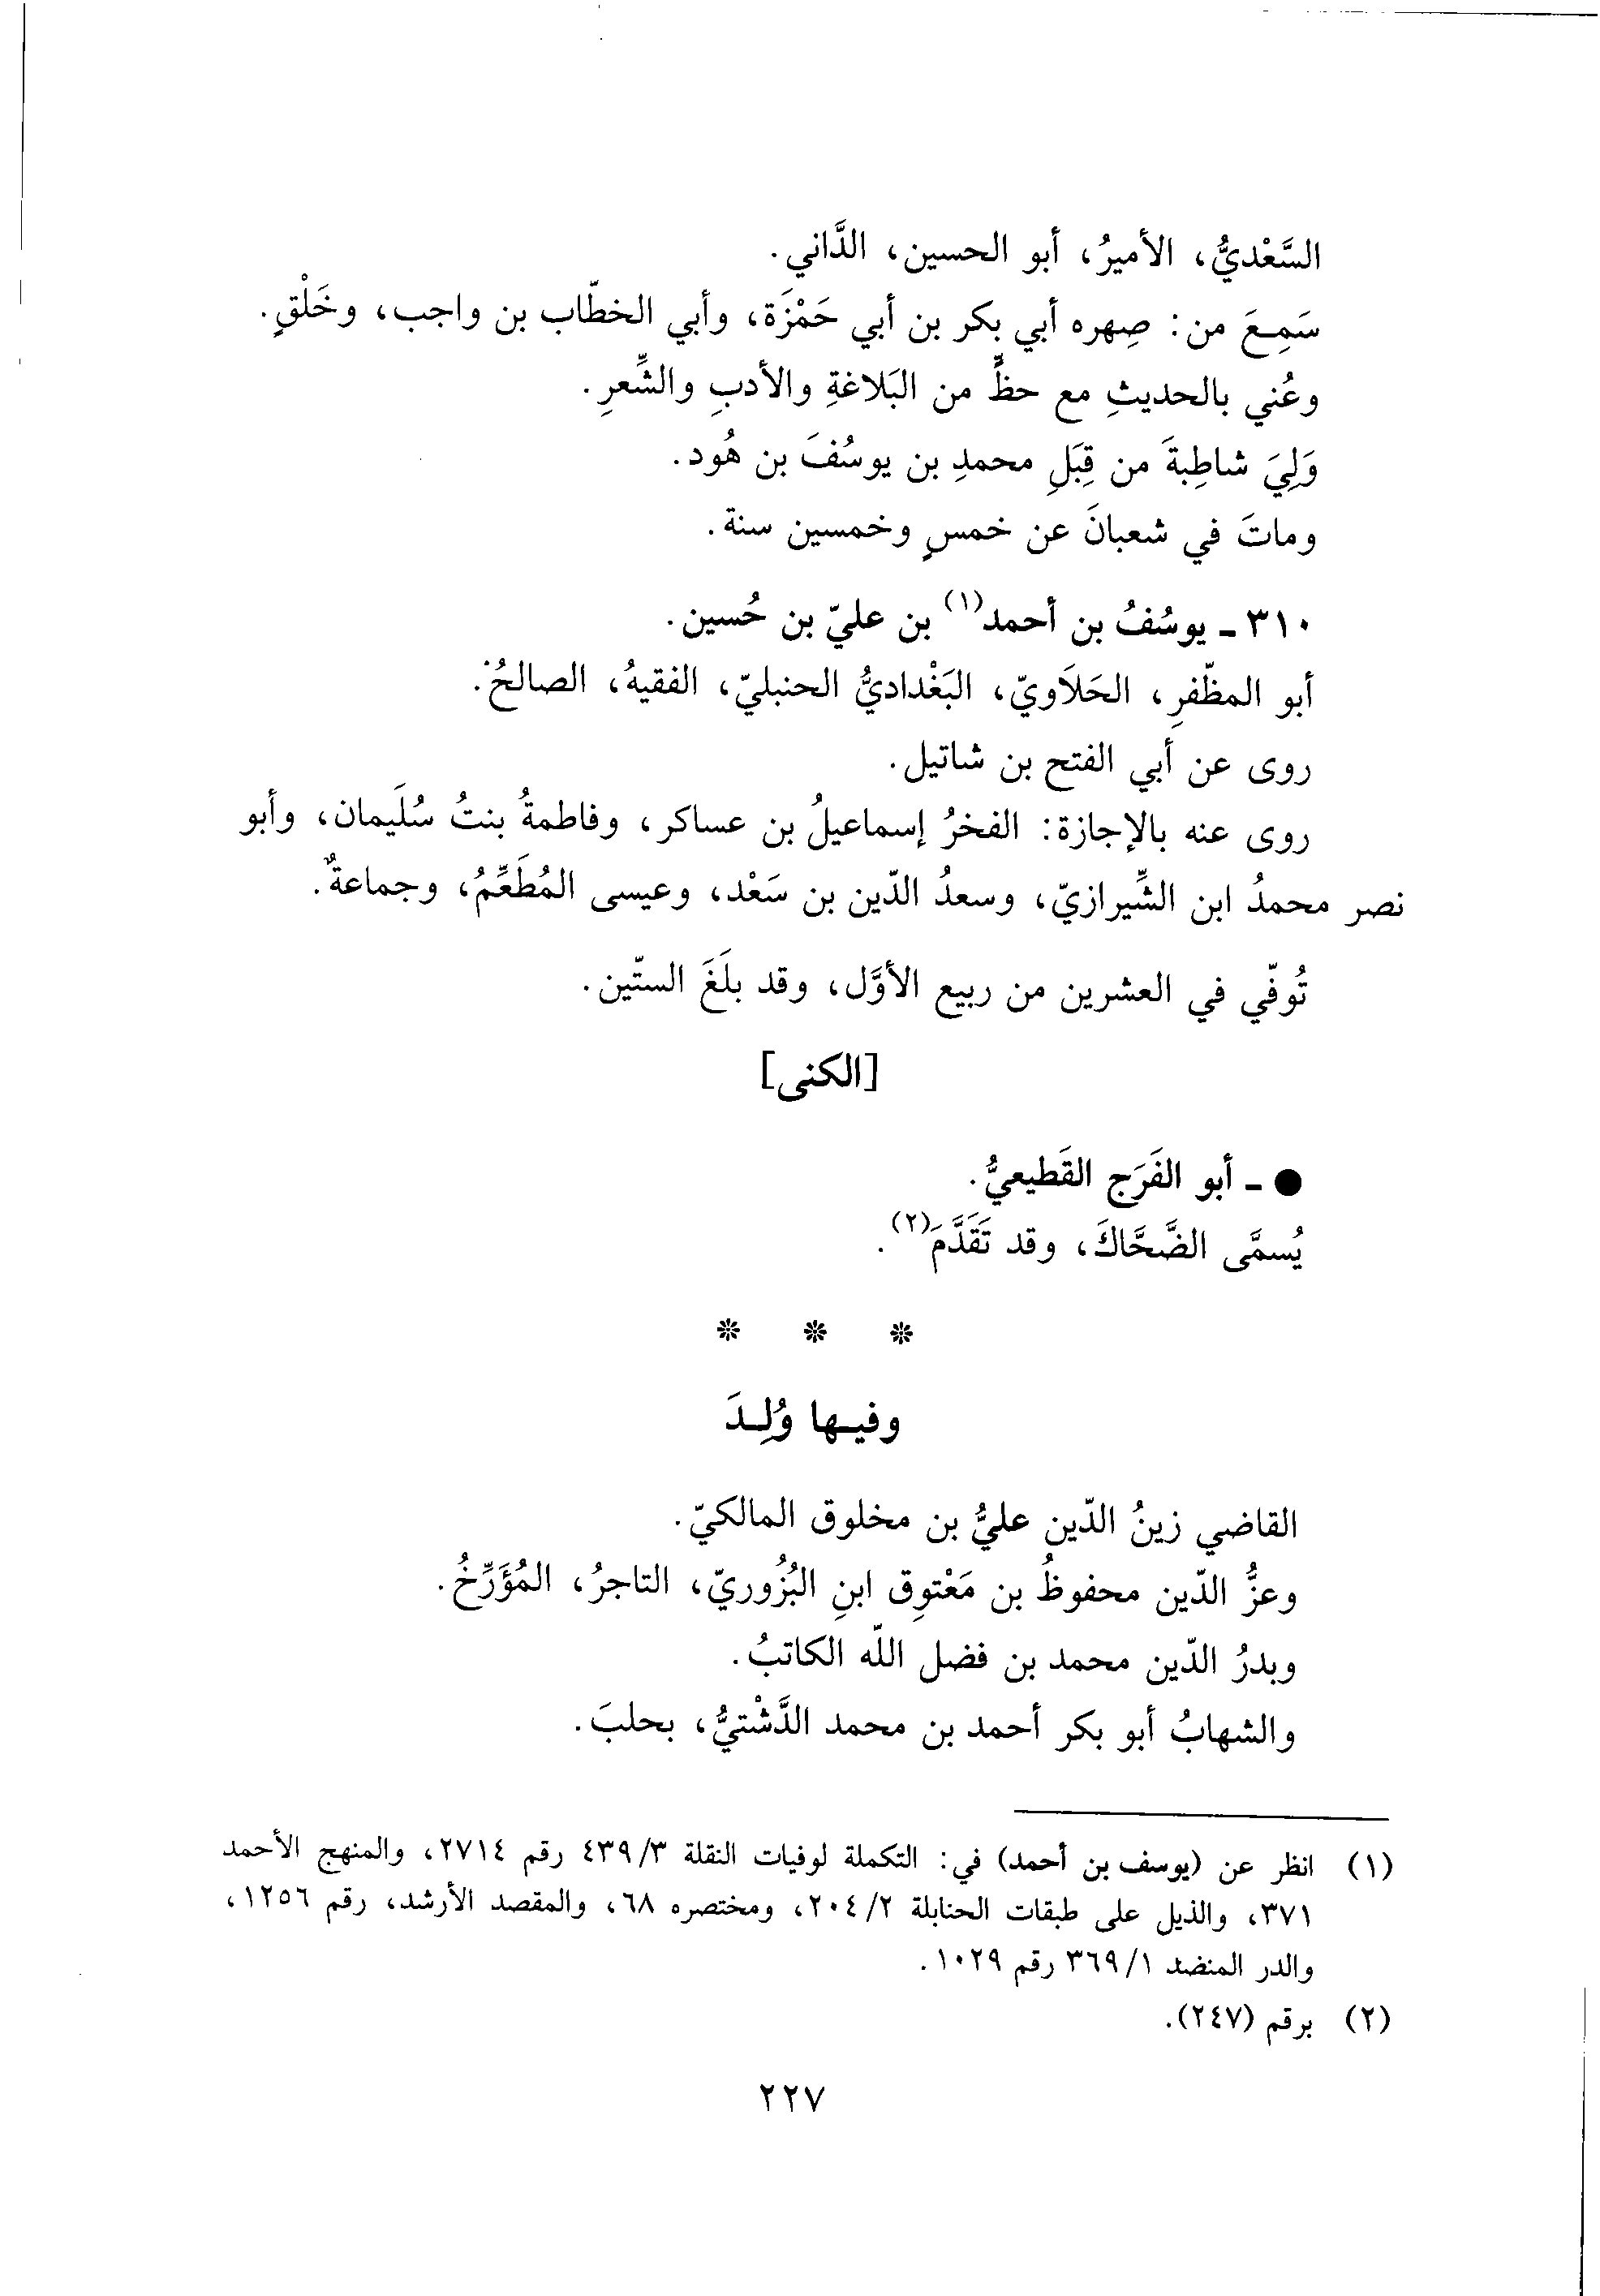 السَّعْديُّ، الأميرُ، أبو الحسين، الدَّاني.
سَمِعَ من: صِهره أبي بكر بن أبي حَمْزَة، وأبي الخطّاب بن واجب، وخَلْقٍ.
وعُني بالحديثِ مع حظٍّ من البَلاغةِ والأدبِ والشِّعرِ.
وَلِيَ شاطِبةَ من قِبَلِ محمدِ بن يوسُفَ بن هُود.
وماتَ في شعبانَ عن خمسٍ وخمسين سنة.
٣١٠ ـ يوسُفُ بن أحمد(١) بن عليّ بن حُسين.
أبو المظّفرِ، الحَلَاويّ، البَغْداديُّ الحنبليّ، الفقيهُ، الصالحُ.
روى عن أبي الفتح بن شاتيل.
روى عنه بالإجازة: الفخرُ إسماعيلُ بن عساكر، وفاطمةُ بنتُ سُلَيمان، وأبو
نصر محمدُ ابن الشِّيرازيّ، وسعدُ الدّين بن سَعْد، وعيسى المُطَعِّمُ، وجماعةٌ.
تُوفّي في العشرين من ربيع الأوَّل، وقد بلَغَ الستّين.
[الكنى]
● ـ أبو الفَرَج القَطيعيُّ.
يُسمَّى الضَّحَّاكَ، وقد تَقَدَّمَ(٢).
* * *
وفيها وُلِدَ
القاضي زينُ الدّين عليُّ بن مخلوق المالكيّ.
وعزُّ الدّين محفوظُ بن مَعْتوِق ابنِ البُزُوريّ، التاجرُ، المُؤَرِّخُ.
وبدرُ الدّين محمد بن فضل اللّه الكاتبُ.
والشهابُ أبو بكر أحمد بن محمد الدَّشْتيُّ، بحلبَ.
(١) انظر عن (يوسف بن أحمد) في: التكملة لوفيات النقلة ٣/ ٤٣٩ رقم ٢٧١٤، والمنهج الأحمد
٣٧١، والذيل على طبقات الحنابلة ٢/ ٢٠٤، ومختصره ٦٨، والمقصد الأرشد، رقم ١٢٥٦،
والدر المنضد ١/ ٣٦٩ رقم ١٠٢٩.
(٢) برقم (٢٤٧).
٢٢٧